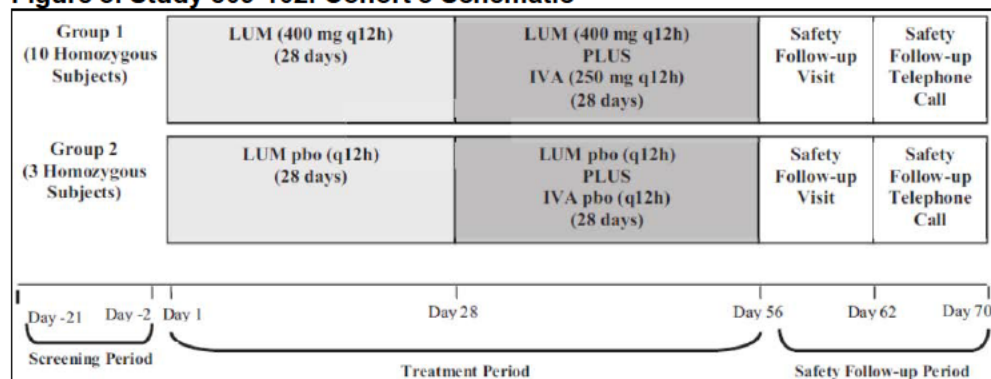 Figure Study Cohort Schematic
Group 1
(10 Homozygous
Subjects)
LUM (400 mg q12h)
(28 days)
LUM (400 mg q12h)
PLUS
IVA (250 mg q12h)
(28 days)
Safety
Follow-up
Visit
Safety
Follow-up
Telephone
Call
Group 2
(3 Homozygous
Subjects)
LUM pbo (q12h)
(28 days)
LUM pbo (q12h)
PLUS
IVA pbo (q12h)
(28 days)
Safety
Follow-up
Visit
Safety
Follow-up
Telephone
Call
Day -21
Day -2
Day 1
Day 28
Day 56
Day 62
Day 70
Screening Period
Treatment Period
Safety Follow-up Period